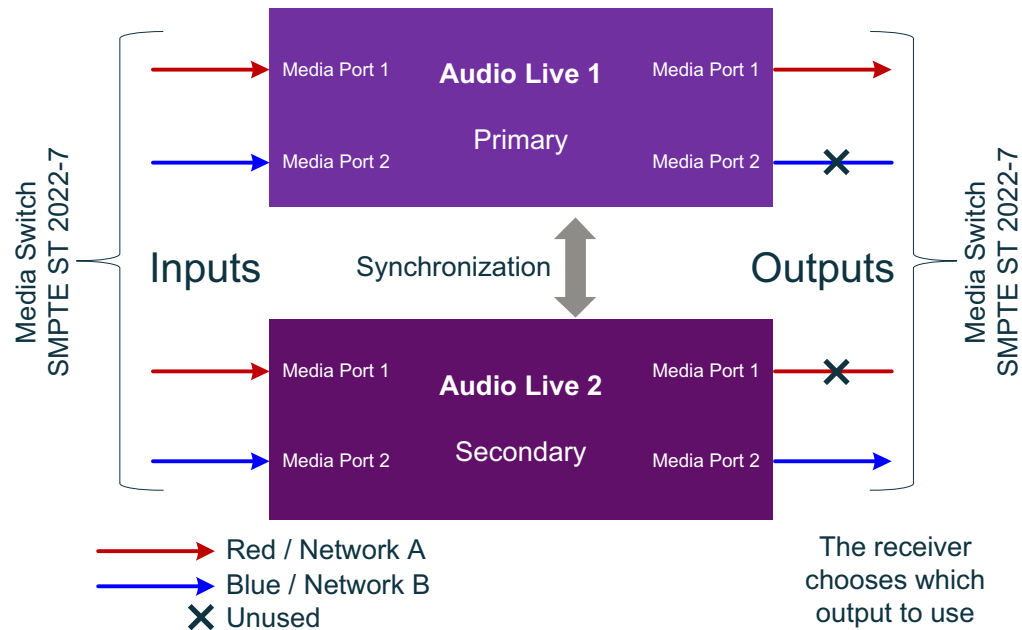 Media Switch
SMPTE ST 2022-7
Inputs
Media Port 1
Media Port 2
Audio Live 1
Primary
Media Port 1
Media Port 2
Synchronization
Media Port 1
Media Port 2
Audio Live 2
Secondary
Media Port 1
Media Port 2
Outputs
Media Switch
SMPTE ST 2022-7
Red / Network A
Blue / Network B
Unused
The receiver
chooses which
output to use